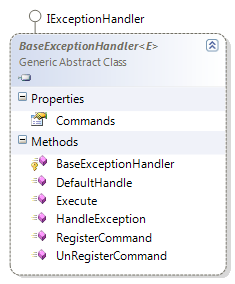 IExceptionHandler
BaseExceptionHandler<E>
Generic Abstract Class
Properties
Commands
Methods
BaseExceptionHandler
DefaultHandle
Execute
HandleException
RegisterCommand
UnRegisterCommand